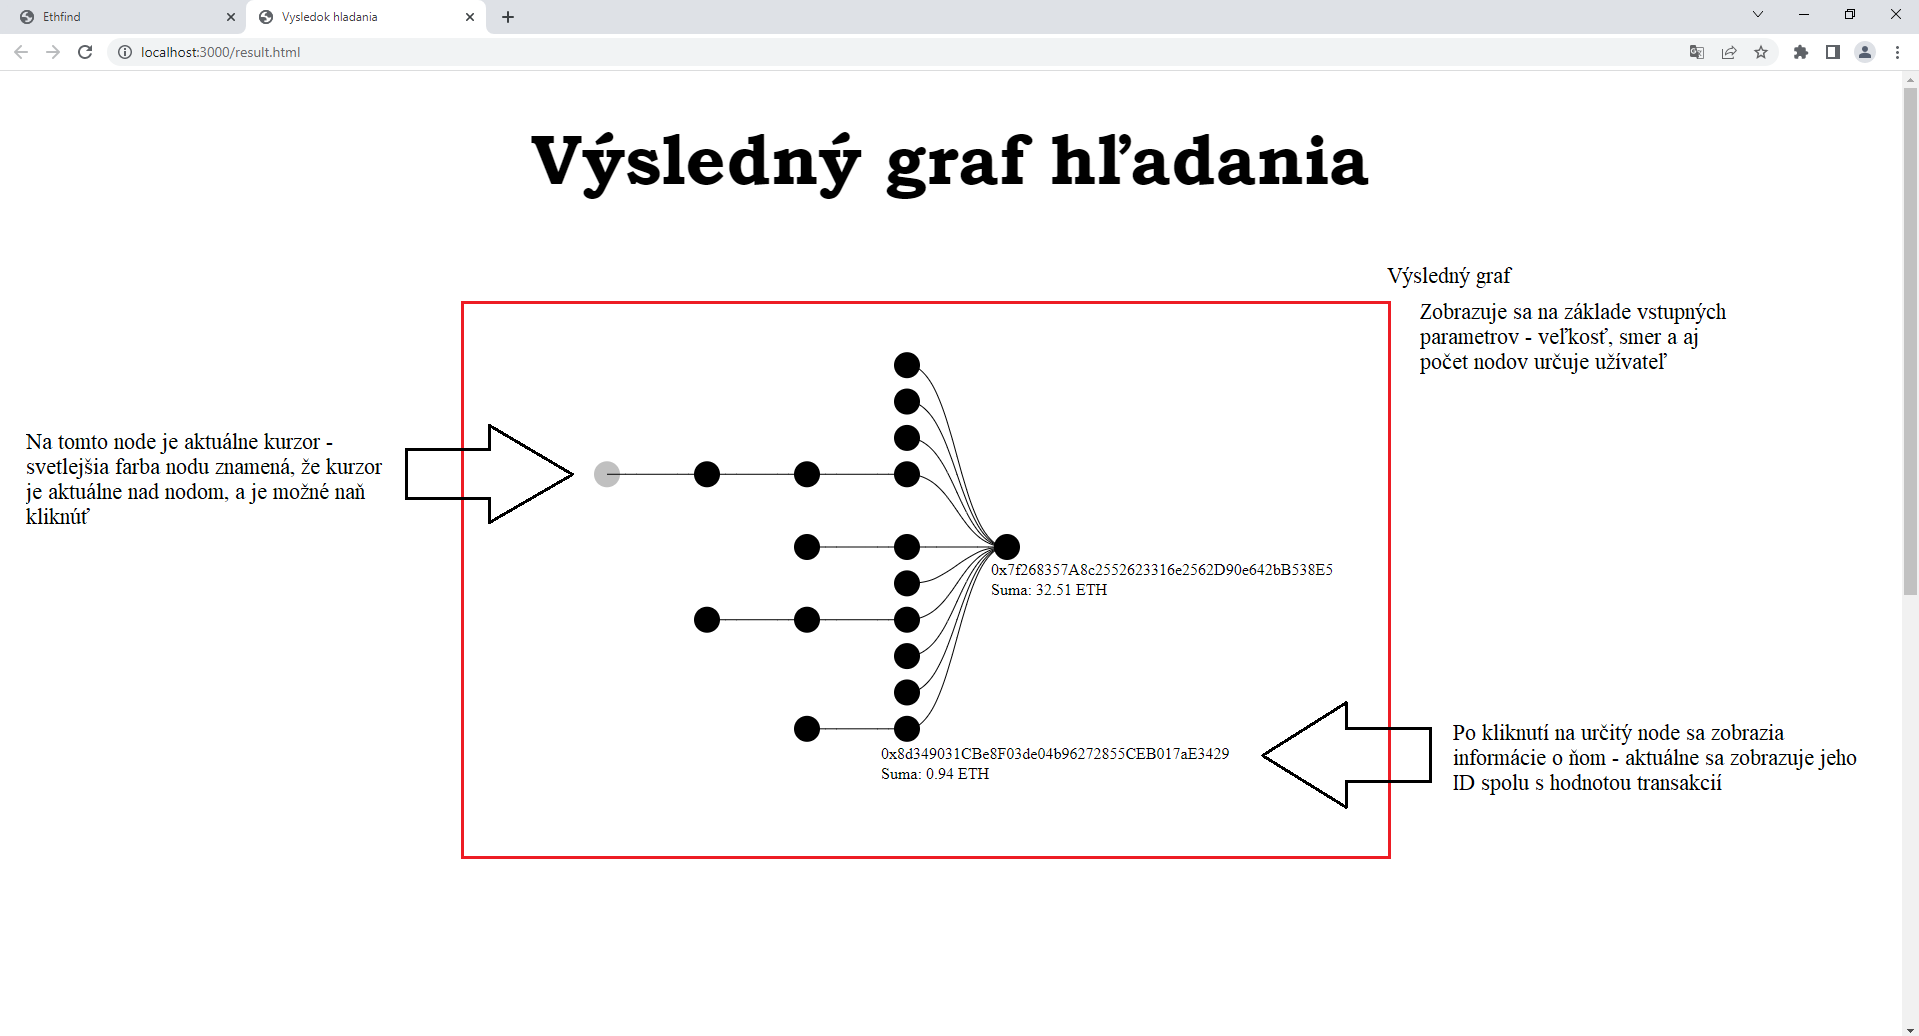 Ethfind
Vysledok hladania
localhost:3000/result.html
Výsledný graf hľadania
Výsledný graf
Zobrazuje sa na základe vstupných
parametrov - veľkosť, smer a aj
počet nodov určuje užívateľ
Na tomto node je aktuálne kurzor -
svetlejšia farba nodu znamená, že kurzor
je aktuálne nad nodom, a je možné naň
kliknúť
0x7f268357A8c2552623316e2562D90e642bB538E5
Suma: 32.51 ETH
0x8d349031CBe8F03de04b96272855CEB017aE3429
Suma: 0.94 ETH
Po kliknutí na určitý node sa zobrazia
informácie o ňom - aktuálne sa zobrazuje jeho
ID spolu s hodnotou transakcií